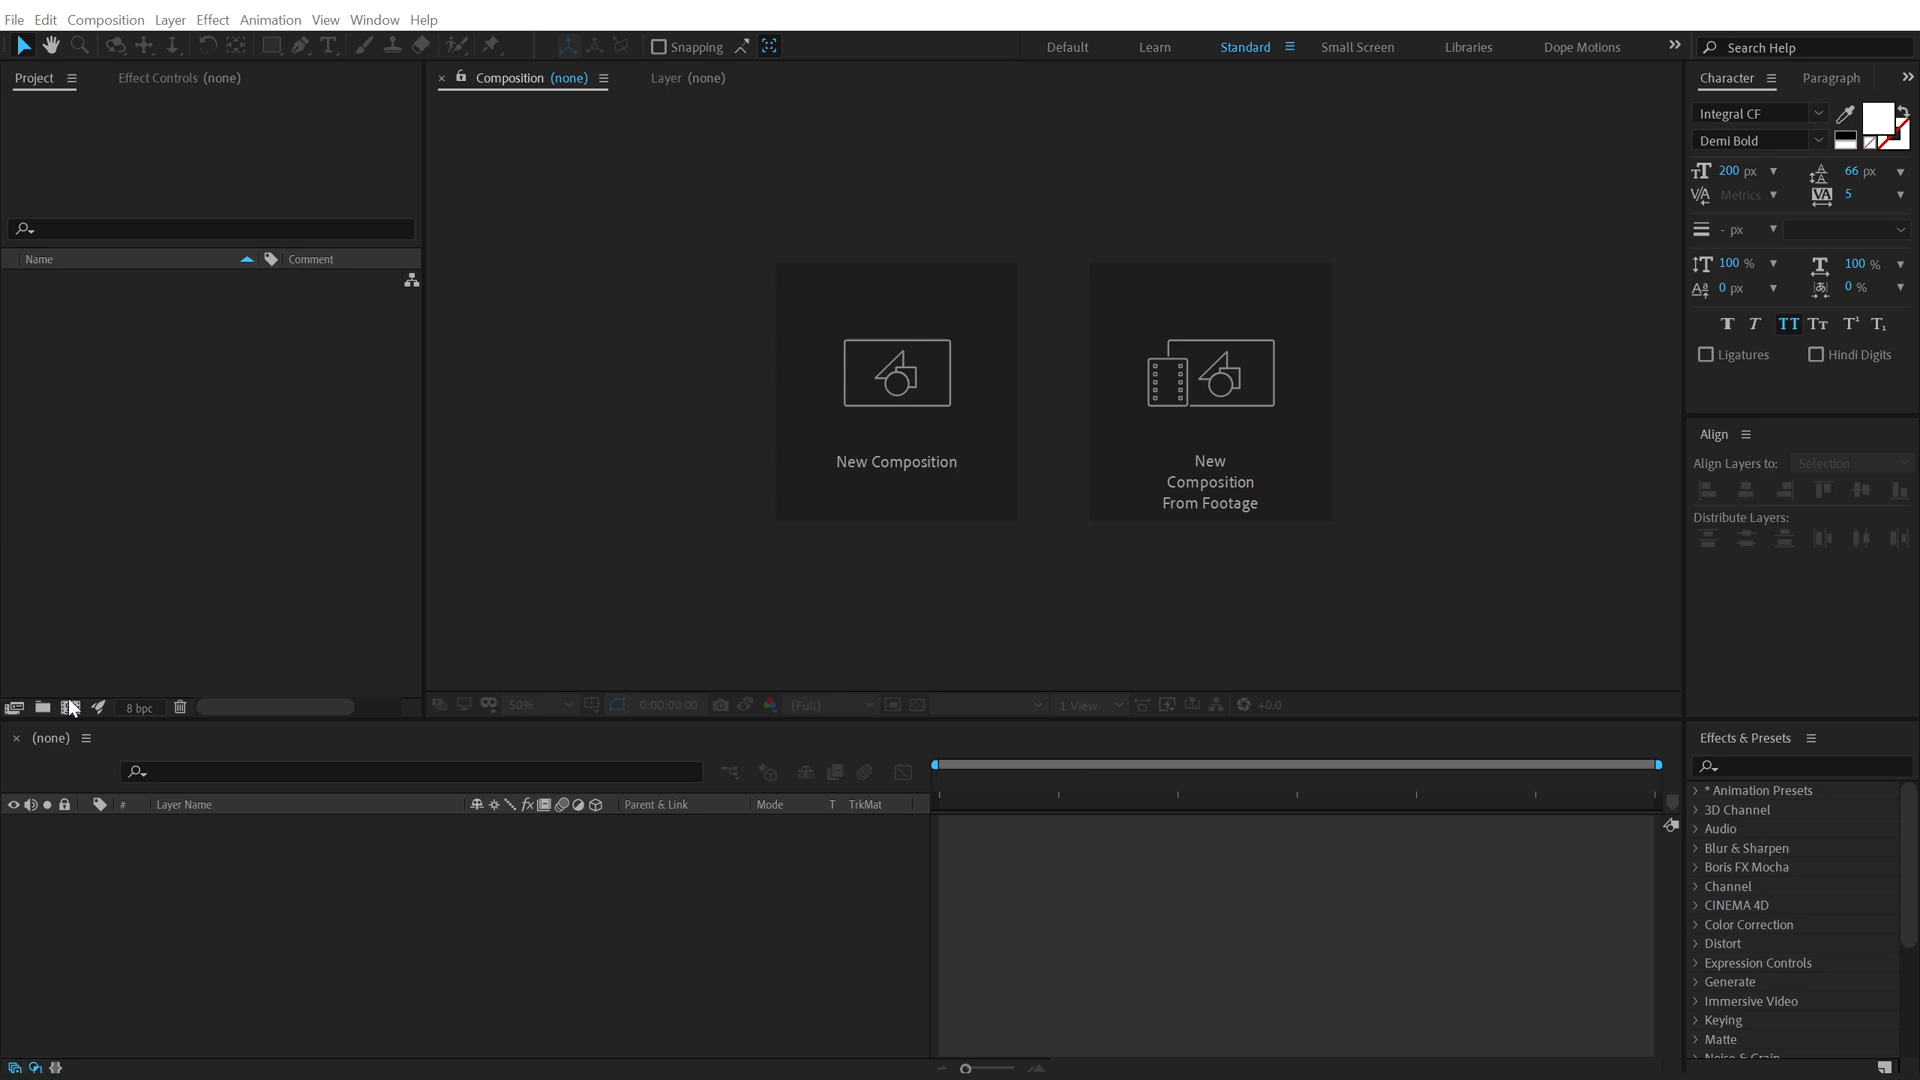 File Edit Composition Layer Effect Animation View Window Help
Snapping Default Learn Standard Small Screen Libraries Dope Motions Search Help
Project Effect Controls (none)
Composition (none) Layer (none)
Character Paragraph
Integral CF
Demi Bold
200 px 66 px
Metrics 5
- px
100 % 100 %
0 px 0 %
Ligatures Hindi Digits
Name Comment
New Composition
New
Composition
From Footage
Align
Align Layers to: Selection
Distribute Layers:
8 bpc
50% 0:00:00:00 (Full) 1 View +0.0
(none)
# Layer Name Parent & Link Mode T TrkMat
Effects & Presets
* Animation Presets
3D Channel
Audio
Blur & Sharpen
Boris FX Mocha
Channel
CINEMA 4D
Color Correction
Distort
Expression Controls
Generate
Immersive Video
Keying
Matte
Noise & Grain